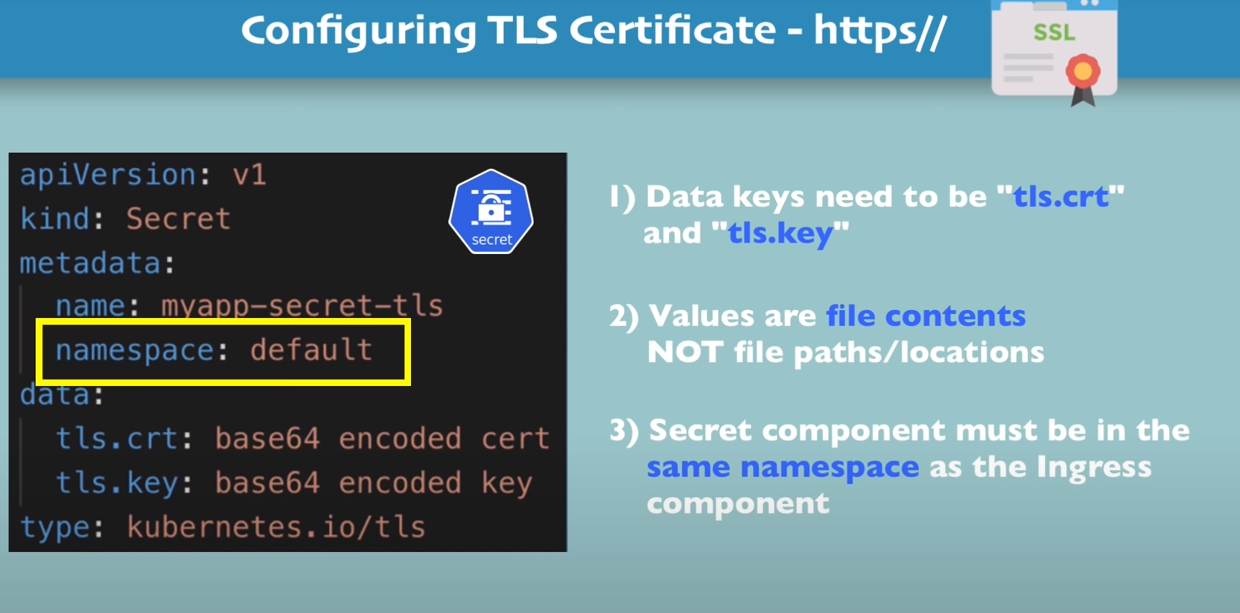 Configuring TLS Certificate - https//
SSL
apiVersion: v1
kind: Secret
metadata:
name: myapp-secret-tls
namespace: default
data:
tls.crt: base64 encoded cert
tls.key: base64 encoded key
type: kubernetes.io/tls
secret
1) Data keys need to be "tls.crt"
and "tls.key"
2) Values are file contents
NOT file paths/locations
3) Secret component must be in the
same namespace as the Ingress
component